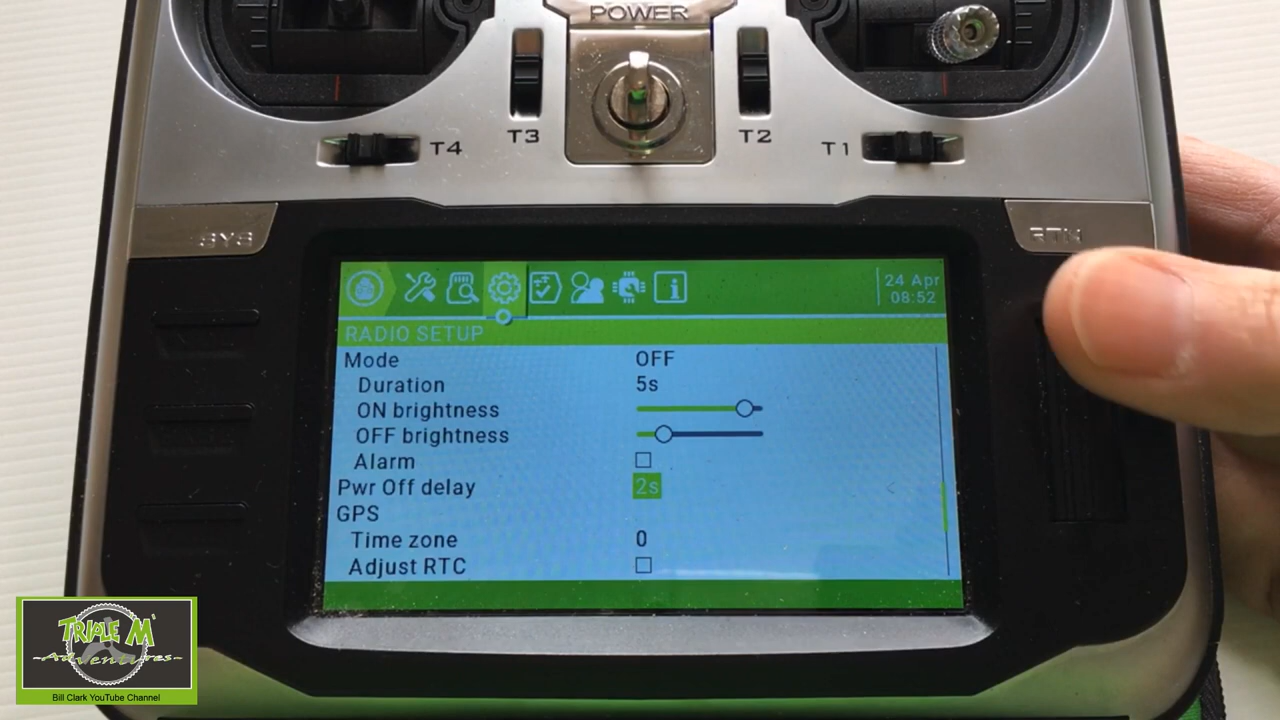 POWER
T4
T3
T2
T1
SYS
RTN
24 Apr
08:52
RADIO SETUP
Mode OFF
Duration 5s
ON brightness
OFF brightness
Alarm
Pwr Off delay 2s
GPS
Time zone 0
Adjust RTC
TRIPLE M
-Adventures-
Bill Clark YouTube Channel